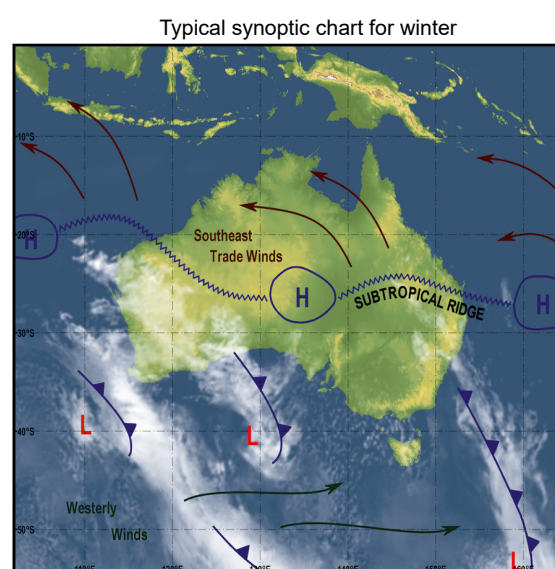 Typical synoptic chart for winter
10°S
20°S
H
Southeast
Trade Winds
H
SUBTROPICAL RIDGE
H
30°S
L
L
40°S
Westerly
Winds
50°S
L